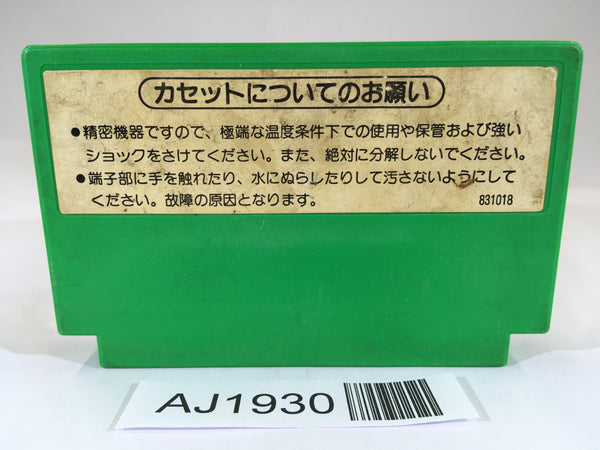 カセットについてのお願い
●精密機器ですので、極端な温度条件下での使用や保管および強い
ショックをさけてください。また、絶対に分解しないでください。
●端子部に手を触れたり、水にぬらしたりして汚さないようにして
ください。故障の原因となります。 831018
AJ1930